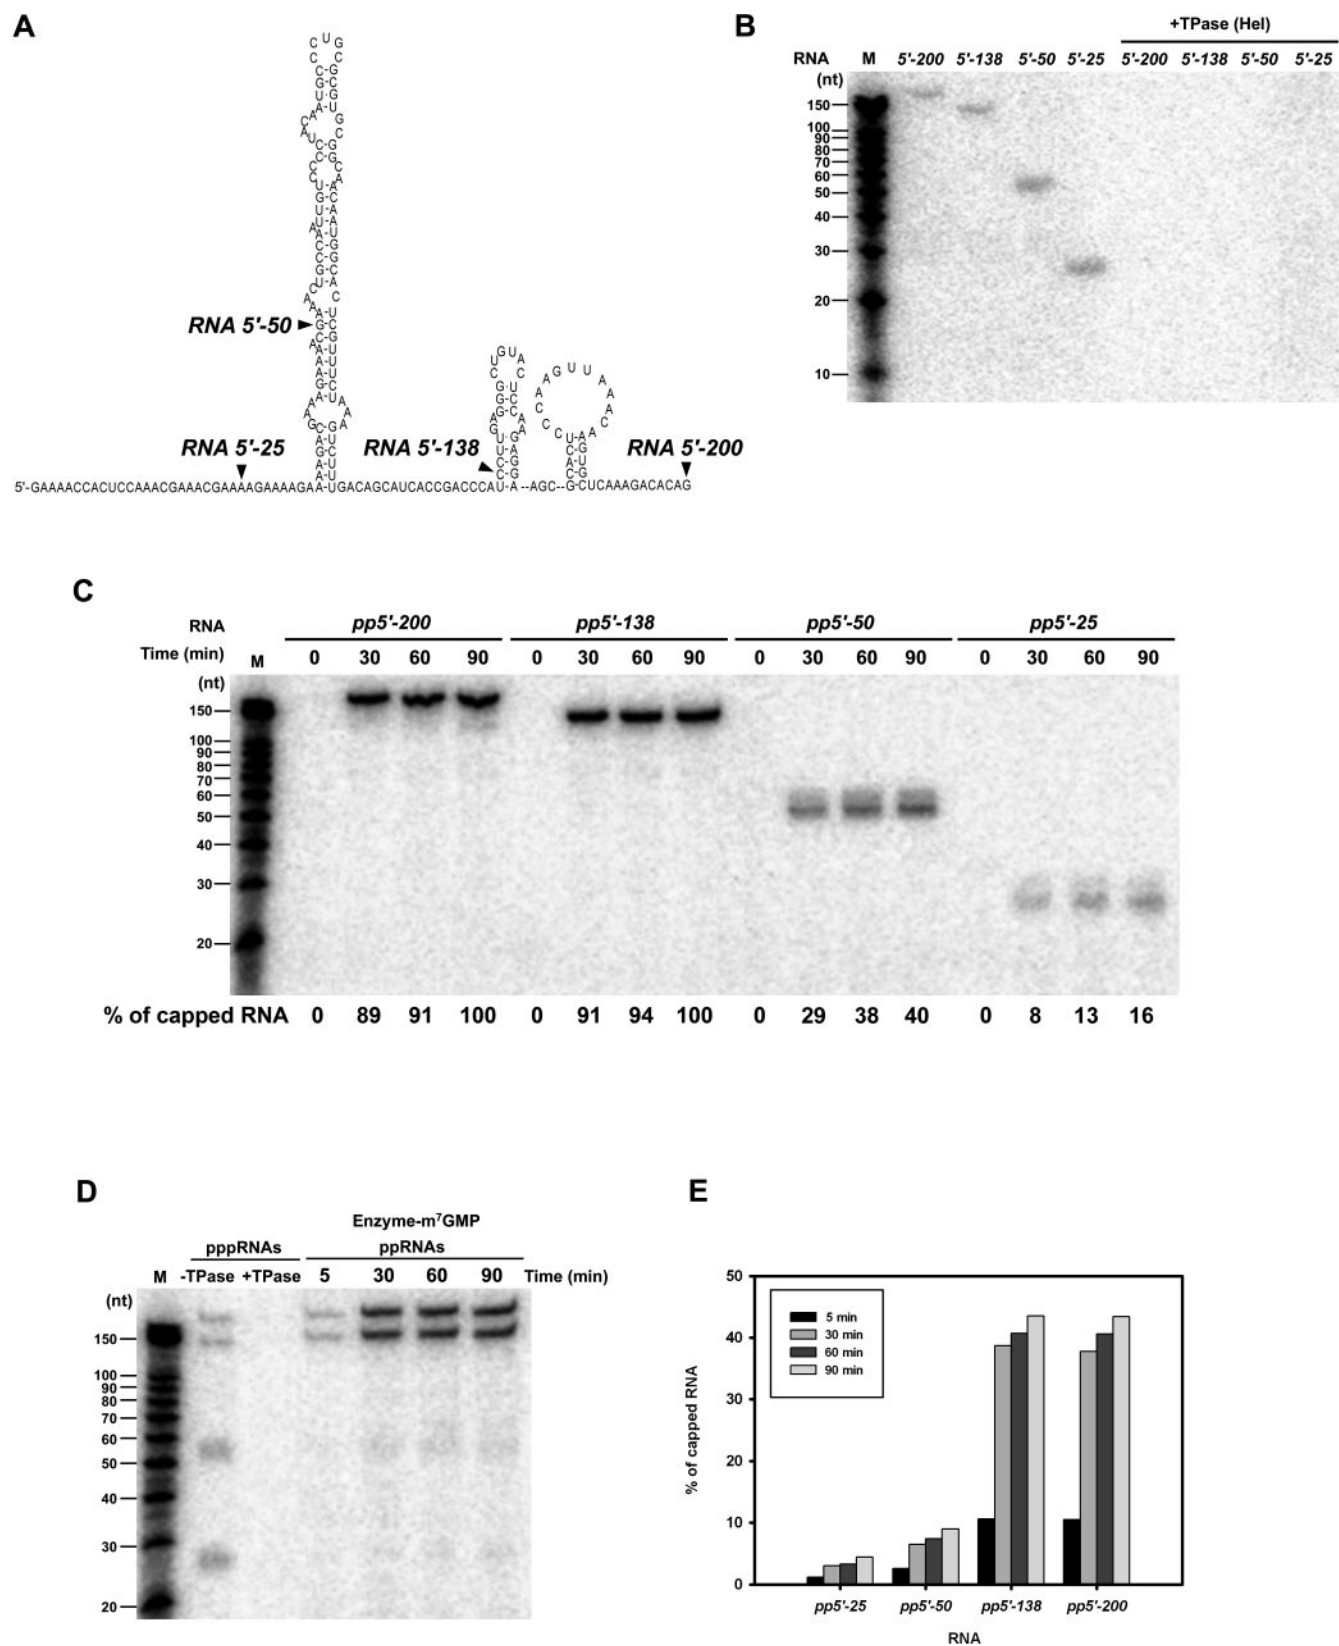 A
RNA 5'-50
RNA 5'-25
RNA 5'-138
RNA 5'-200
5'-GAAAACCACUCCAAACGAAACGAAAAGAAAAGAAUGACAGCAUCACCGACCCAUA--AGC--GCUCAAAGACACAG
B
+TPase (Hel)
RNA M 5'-200 5'-138 5'-50 5'-25 5'-200 5'-138 5'-50 5'-25
(nt)
150
100
90
80
70
60
50
40
30
20
10
C
RNA pp5'-200 pp5'-138 pp5'-50 pp5'-25
Time (min) M 0 30 60 90 0 30 60 90 0 30 60 90 0 30 60 90
(nt)
150
100
90
80
70
60
50
40
30
20
% of capped RNA 0 89 91 100 0 91 94 100 0 29 38 40 0 8 13 16
D
Enzyme-m⁷GMP
pppRNAs ppRNAs
M -TPase +TPase 5 30 60 90 Time (min)
(nt)
150
100
90
80
70
60
50
40
30
20
E
50
40
30
20
10
0
% of capped RNA
5 min
30 min
60 min
90 min
pp5'-25 pp5'-50 pp5'-138 pp5'-200
RNA